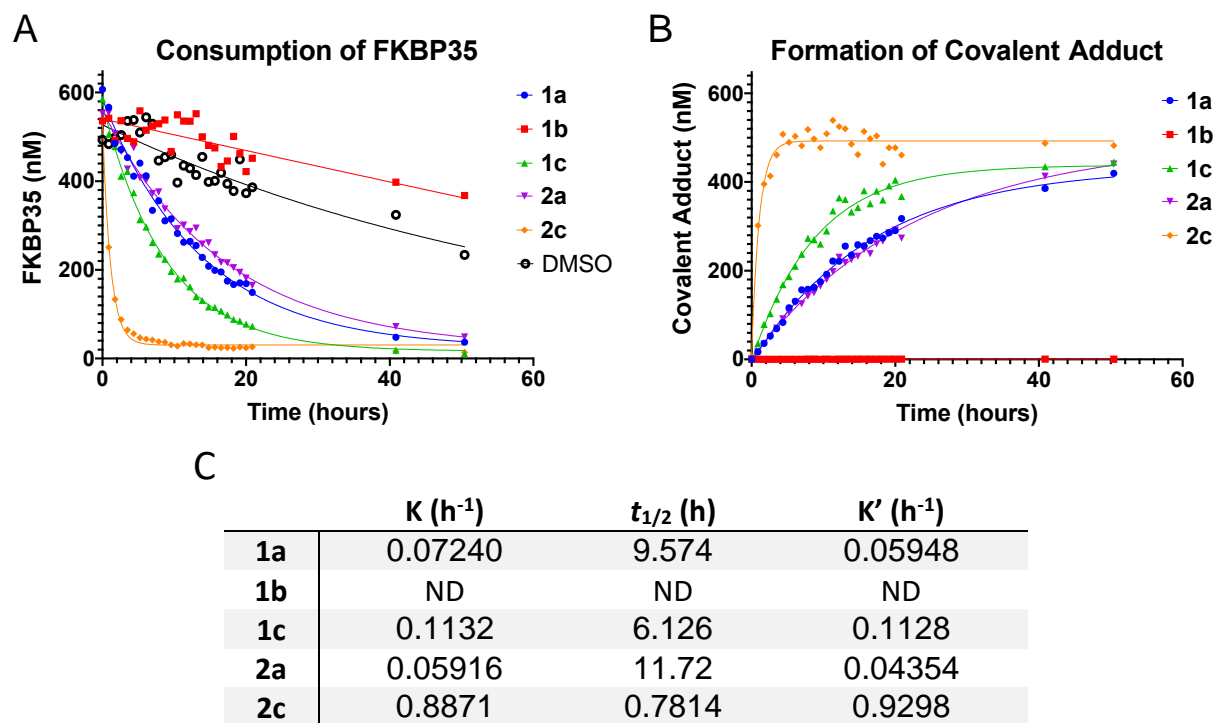 A
Consumption of FKBP35
FKBP35 (nM)
600
400
200
0
0 20 40 60
Time (hours)
1a
1b
1c
2a
2c
DMSO
B
Formation of Covalent Adduct
Covalent Adduct (nM)
600
400
200
0
0 20 40 60
Time (hours)
1a
1b
1c
2a
2c
C
K (h-1) t1/2 (h) K’ (h-1)
1a 0.07240 9.574 0.05948
1b ND ND ND
1c 0.1132 6.126 0.1128
2a 0.05916 11.72 0.04354
2c 0.8871 0.7814 0.9298